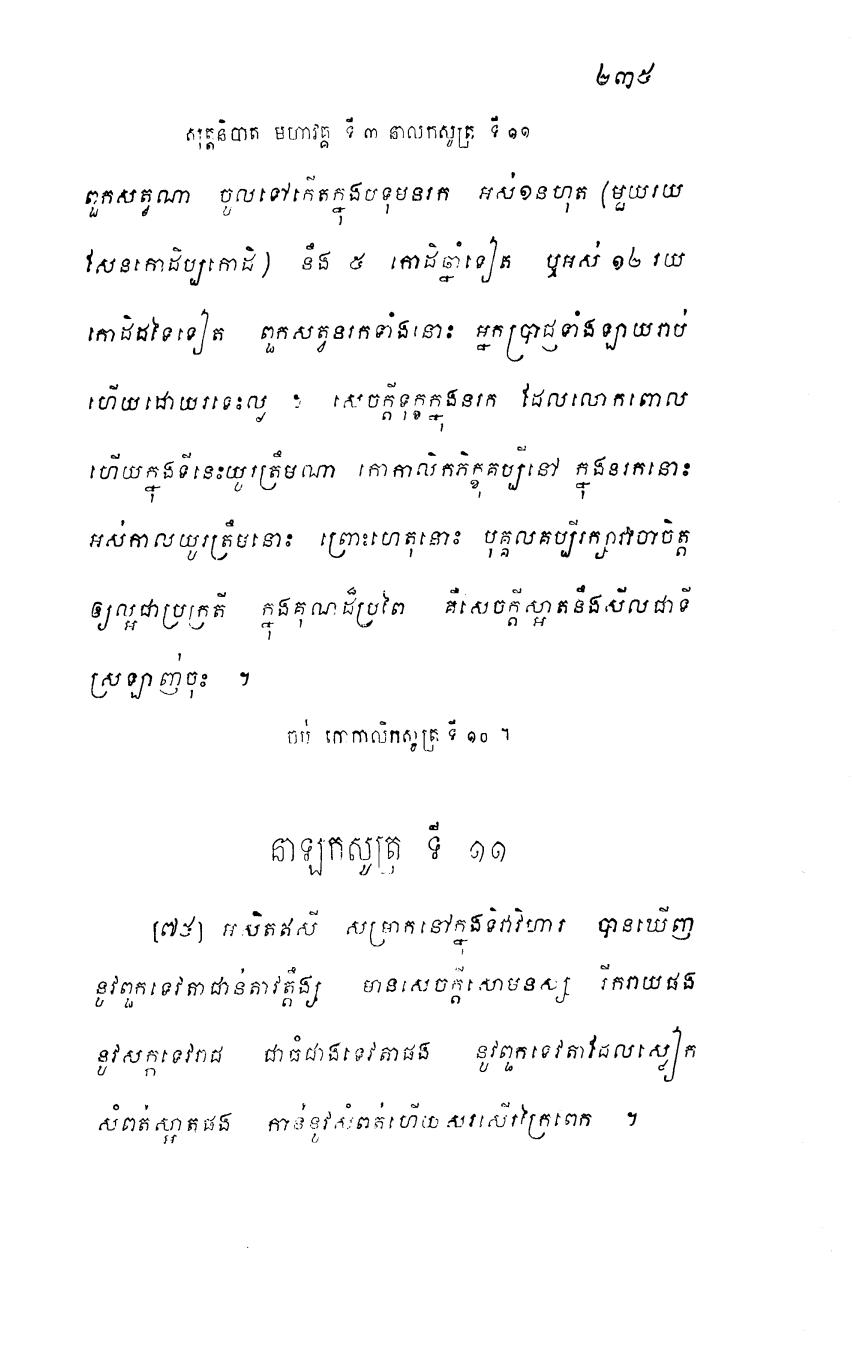 ២៣៥
សុត្តនិបាត មហាវគ្គ ទី ៣ នាលកសូត្រ ទី ១១
ពួកសត្វណា ចូលទៅកើតក្នុងបទុមនរក អស់១នហុត (មួយរយ
សែនកោដិប្បកោដិ) នឹង ៥ កោដិឆ្នាំទៀត ឬអស់ ១២ រយ
កោដិដទៃទៀត ពួកសត្វនរកទាំងនោះ អ្នកប្រាជ្ញទាំងឡាយរាប់
ហើយដោយរទេះល្ង ។ សេចក្តីទុក្ខក្នុងនរក ដែលលោកពោល
ហើយក្នុងទីនេះយូរត្រឹមណា កោកាលិកភិក្ខុគប្បីនៅ ក្នុងនរកនោះ
អស់កាលយូរត្រឹមនោះ ព្រោះហេតុនោះ បុគ្គលគប្បីរក្សាវាចាចិត្ត
ឲ្យល្អជាប្រក្រតី ក្នុងគុណដ៏ប្រពៃ គឺសេចក្តីស្អាតនឹងសីលជាទី
ស្រឡាញ់ចុះ ។
ចប់ កោកាលិកសូត្រ ទី ១០ ។
នាឡកសូត្រ ទី ១១
[៧៥] អសិតឥសី សម្រាកនៅក្នុងទិវាវិហារ បានឃើញ
នូវពួកទេវតាជាន់តាវត្តឹង្ស មានសេចក្តីសោមនស្ស រីករាយផង
នូវសក្កទេវរាជ ជាធំជាងទេវតាផង នូវពួកទេវតាដែលស្លៀក
សំពត់ស្អាតផង កាន់នូវសំពត់ហើយសរសើរក្រៃពេក ។